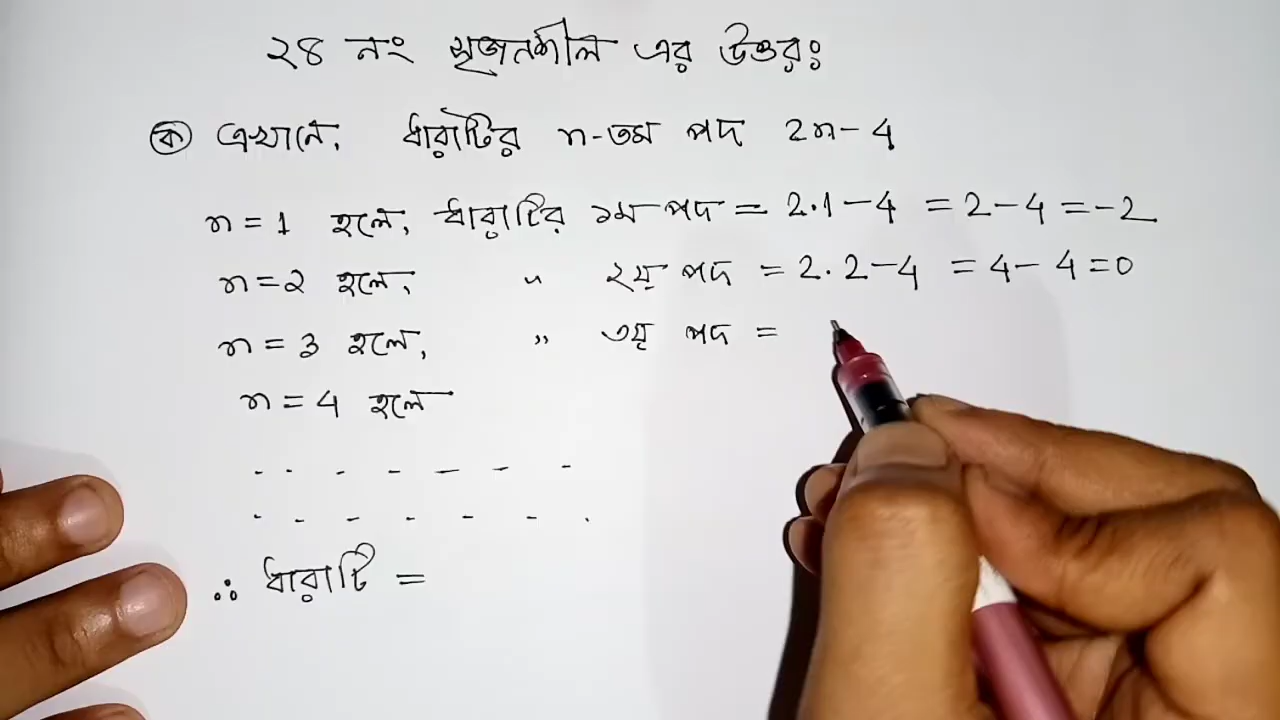 ২৪ নং সৃজনশীল এর উত্তরঃ
(ক) এখানে, ধারাটির n-তম পদ 2n-4
n = 1 হলে, ধারাটির ১ম পদ = 2.1-4 = 2-4 = -2
n = 2 হলে, " ২য় পদ = 2.2-4 = 4-4 = 0
n = 3 হলে, " ৩য় পদ =
n = 4 হলে
- - - - - - -
- - - - - - -
∴ ধারাটি =